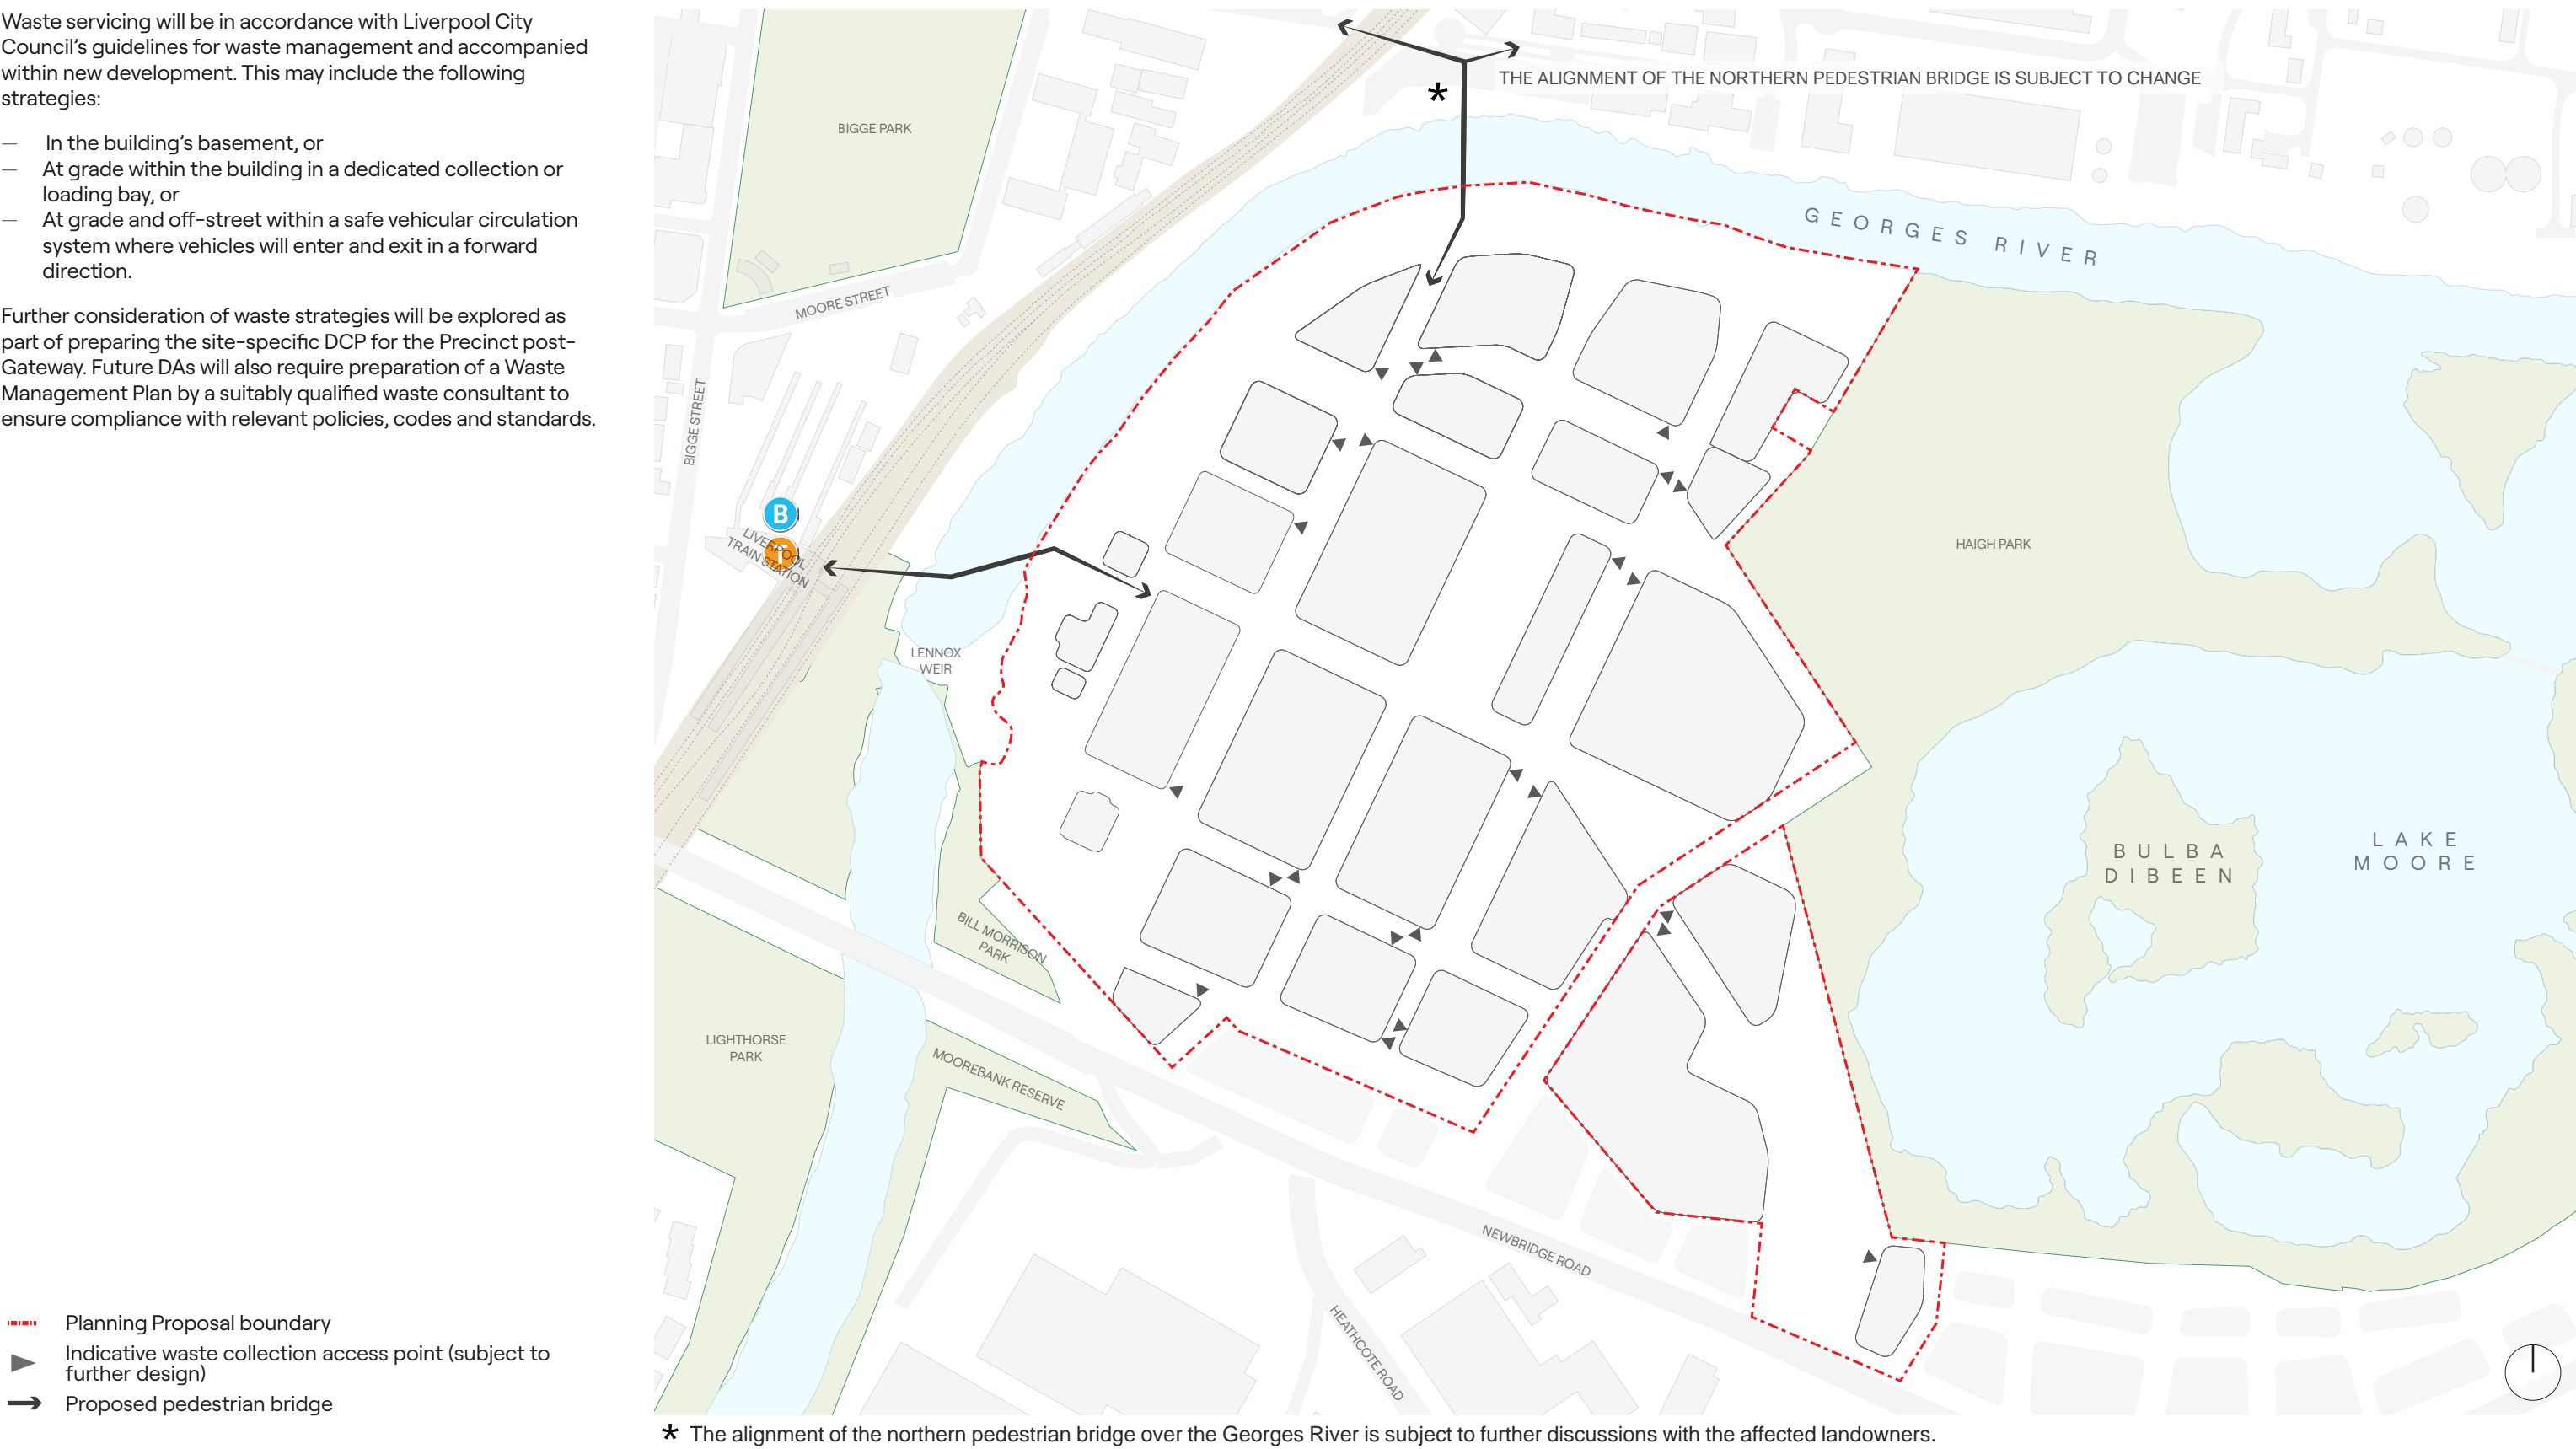 Waste servicing will be in accordance with Liverpool City
Council’s guidelines for waste management and accompanied
within new development. This may include the following
strategies:
— In the building’s basement, or
— At grade within the building in a dedicated collection or
loading bay, or
— At grade and off-street within a safe vehicular circulation
system where vehicles will enter and exit in a forward
direction.
Further consideration of waste strategies will be explored as
part of preparing the site-specific DCP for the Precinct post-
Gateway. Future DAs will also require preparation of a Waste
Management Plan by a suitably qualified waste consultant to
ensure compliance with relevant policies, codes and standards.
Planning Proposal boundary
Indicative waste collection access point (subject to
further design)
Proposed pedestrian bridge
* THE ALIGNMENT OF THE NORTHERN PEDESTRIAN BRIDGE IS SUBJECT TO CHANGE
BIGGE PARK
MOORE STREET
BIGGE STREET
GEORGES RIVER
B
T
LIVERPOOL
TRAIN STATION
HAIGH PARK
LENNOX
WEIR
BULBA
DIBEEN
LAKE
MOORE
BILL MORRISON
PARK
LIGHTHORSE
PARK
MOOREBANK RESERVE
NEWBRIDGE ROAD
HEATHCOTE ROAD
* The alignment of the northern pedestrian bridge over the Georges River is subject to further discussions with the affected landowners.